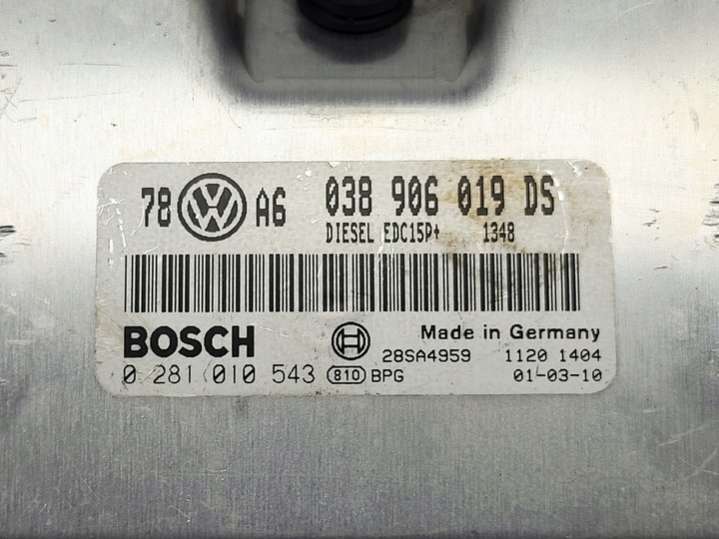 78 VW A6 038 906 019 DS
DIESEL EDC15P+ 1348
BOSCH Made in Germany
28SA4959 1120 1404
0 281 010 543 810 BPG 01-03-10